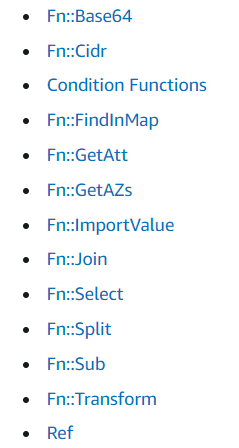 Fn::Base64
Fn::Cidr
Condition Functions
Fn::FindInMap
Fn::GetAtt
Fn::GetAZs
Fn::ImportValue
Fn::Join
Fn::Select
Fn::Split
Fn::Sub
Fn::Transform
Ref